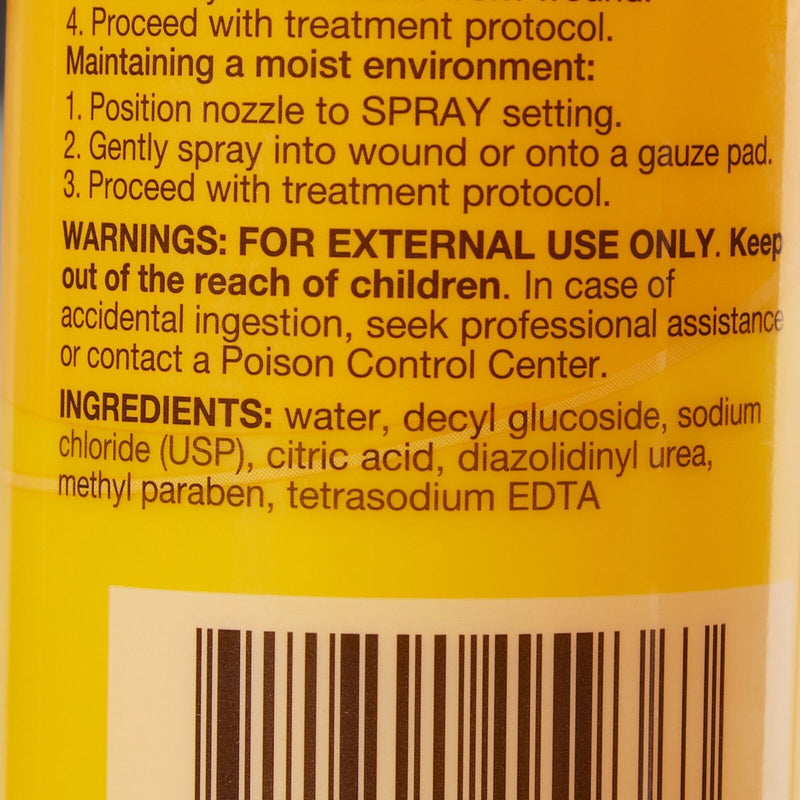 4. Proceed with treatment protocol.
Maintaining a moist environment:
1. Position nozzle to SPRAY setting.
2. Gently spray into wound or onto a gauze pad.
3. Proceed with treatment protocol.
WARNINGS: FOR EXTERNAL USE ONLY. Keep
out of the reach of children. In case of
accidental ingestion, seek professional assistance
or contact a Poison Control Center.
INGREDIENTS: water, decyl glucoside, sodium
chloride (USP), citric acid, diazolidinyl urea,
methyl paraben, tetrasodium EDTA